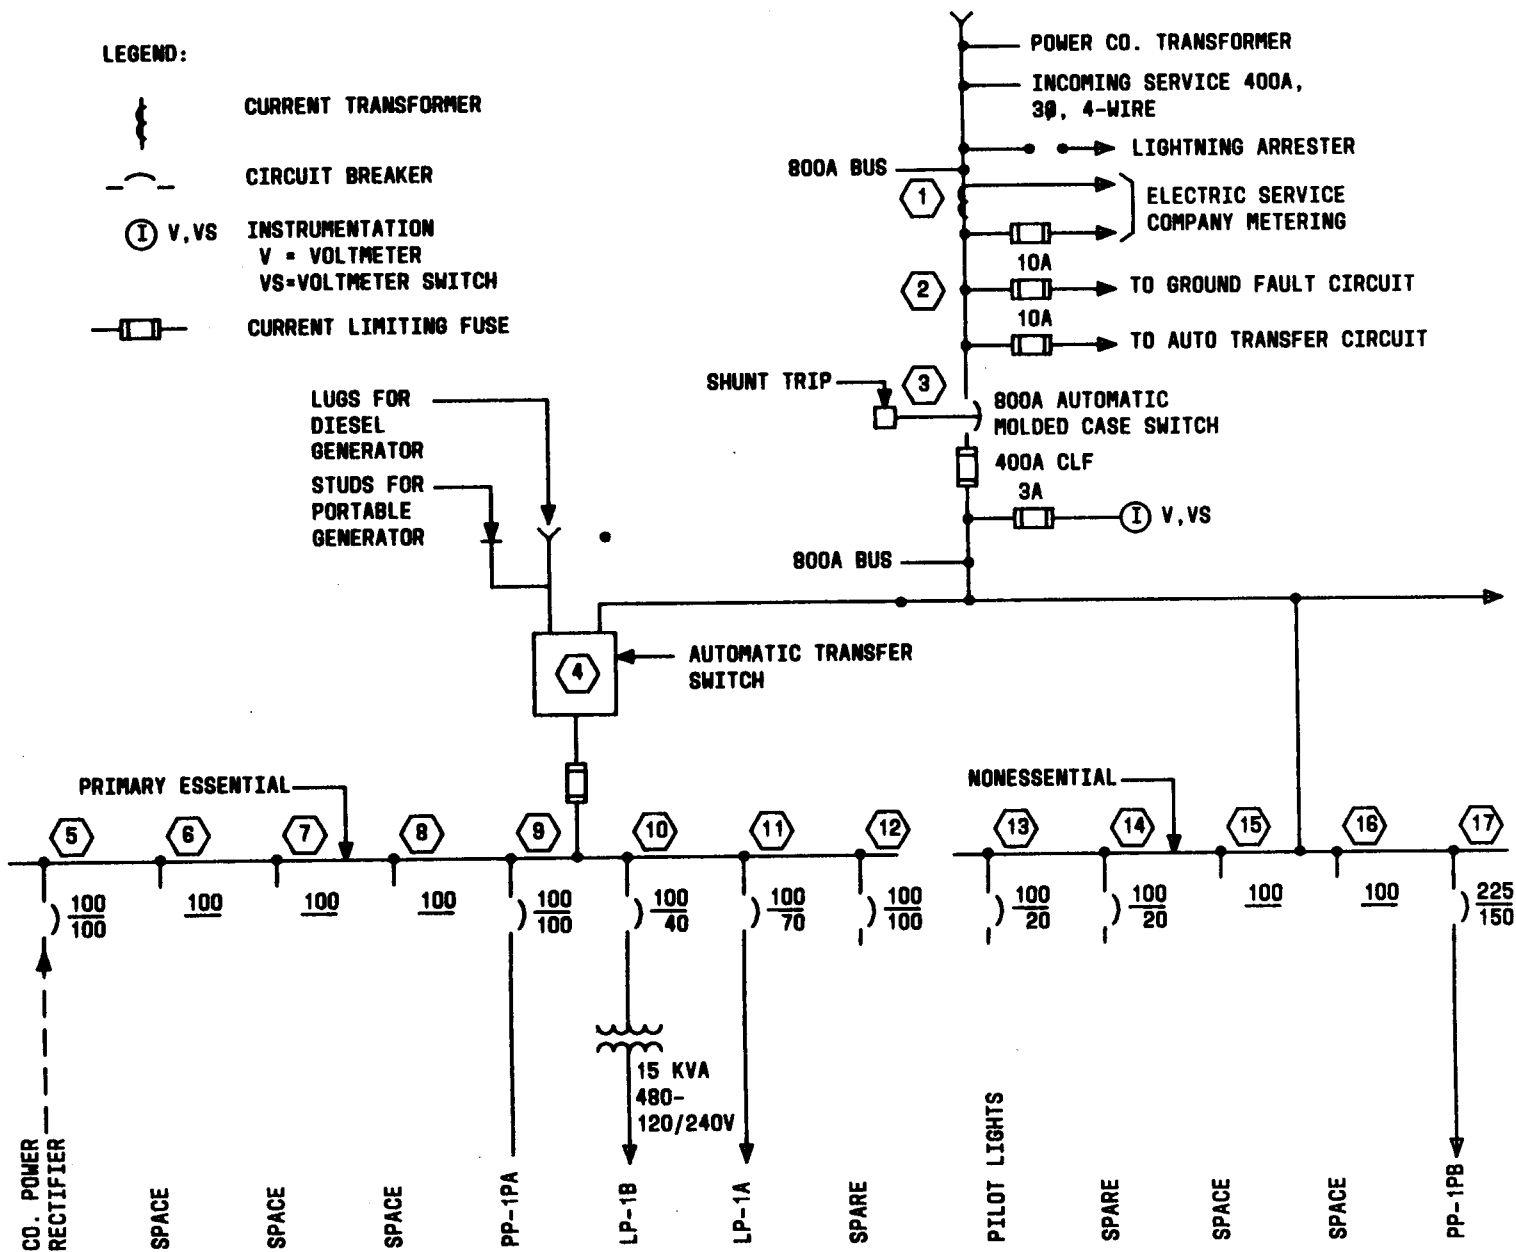 LEGEND:
CURRENT TRANSFORMER
CIRCUIT BREAKER
I V,VS INSTRUMENTATION
V = VOLTMETER
VS=VOLTMETER SWITCH
CURRENT LIMITING FUSE
POWER CO. TRANSFORMER
INCOMING SERVICE 400A,
3Ø, 4-WIRE
LIGHTNING ARRESTER
800A BUS
1
ELECTRIC SERVICE
COMPANY METERING
10A
2
TO GROUND FAULT CIRCUIT
10A
TO AUTO TRANSFER CIRCUIT
SHUNT TRIP
3
800A AUTOMATIC
MOLDED CASE SWITCH
400A CLF
3A
I V,VS
800A BUS
LUGS FOR
DIESEL
GENERATOR
STUDS FOR
PORTABLE
GENERATOR
4
AUTOMATIC TRANSFER
SWITCH
PRIMARY ESSENTIAL
NONESSENTIAL
5
6
7
8
9
10
11
12
13
14
15
16
17
100
100
100
100
100
100
100
100
40
100
70
100
100
100
20
100
20
100
100
225
150
15 KVA
480-
120/240V
CO. POWER
RECTIFIER
SPACE
SPACE
SPACE
PP-1PA
LP-1B
LP-1A
SPARE
PILOT LIGHTS
SPARE
SPACE
SPACE
PP-1PB